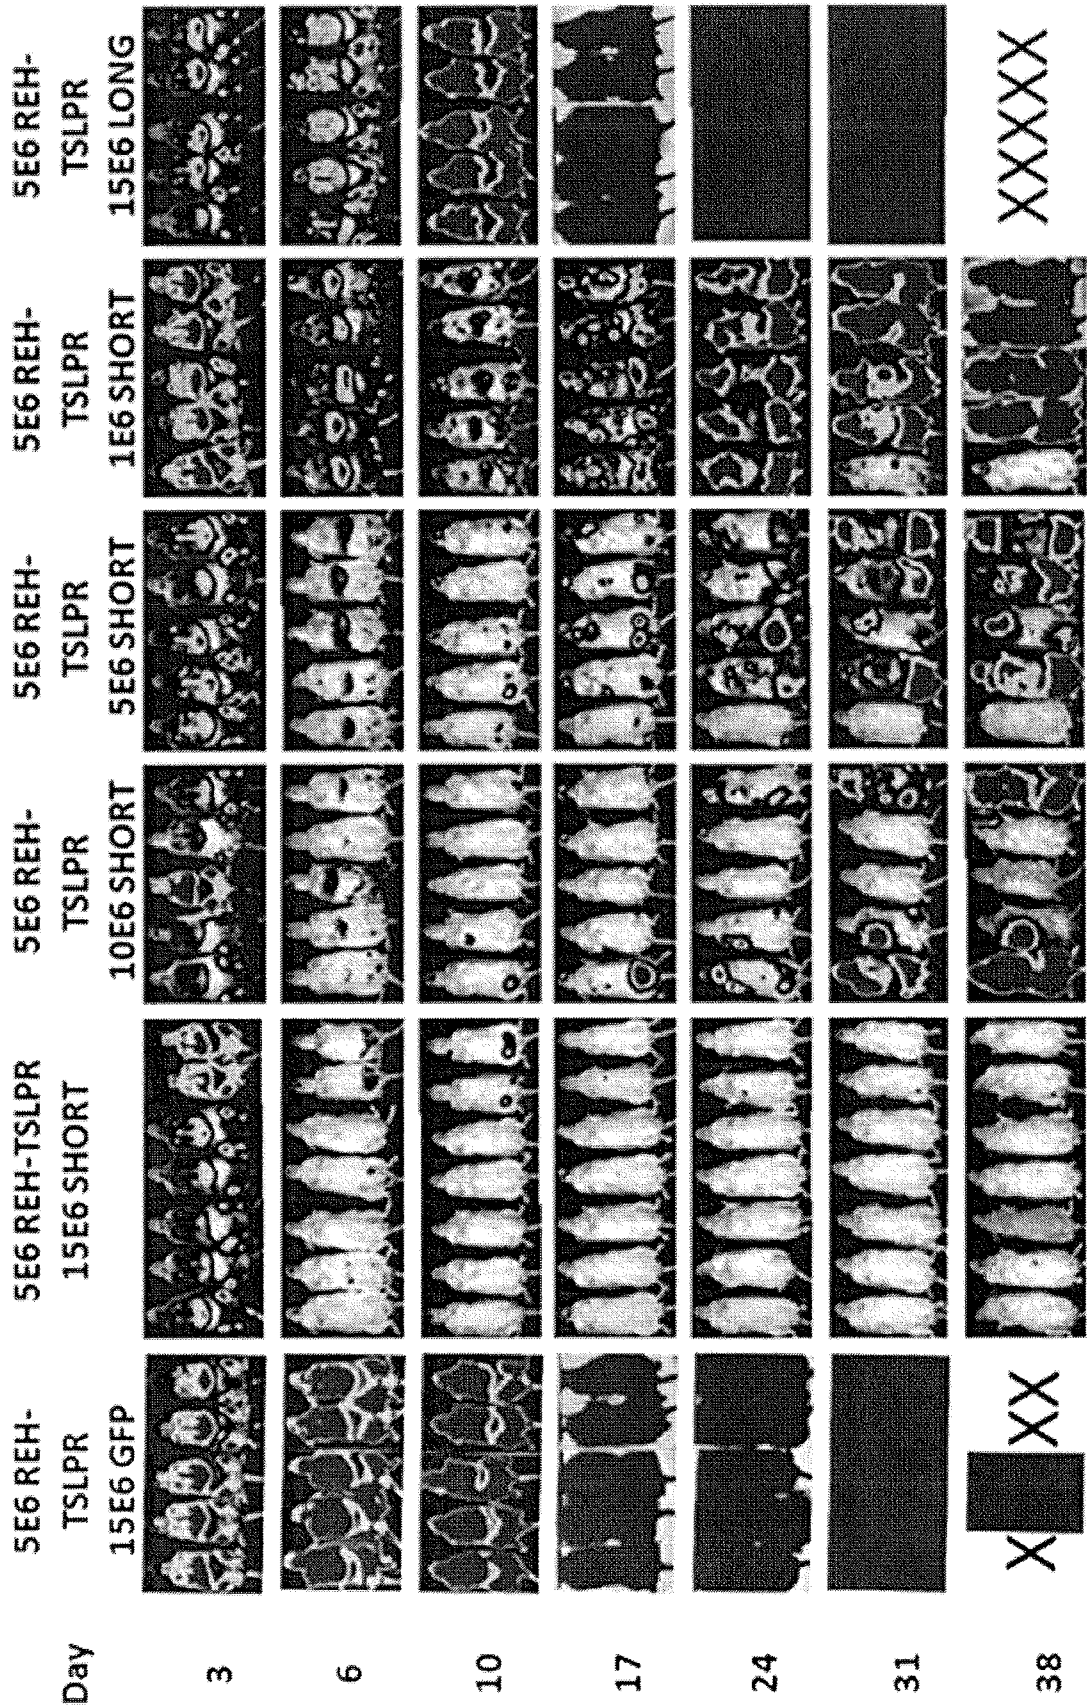 Day
5E6 REH-
TSLPR
15E6 GFP
5E6 REH-TSLPR
15E6 SHORT
5E6 REH-
TSLPR
10E6 SHORT
5E6 REH-
TSLPR
5E6 SHORT
5E6 REH-
TSLPR
1E6 SHORT
5E6 REH-
TSLPR
15E6 LONG
3
6
10
17
24
31
38
X XX
XXXXX